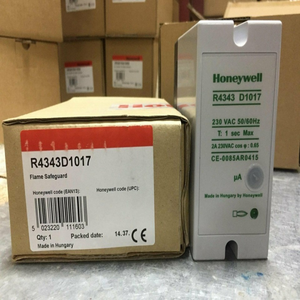 R4343D1017
Flame Safeguard
Honeywell code (EAN13):
Honeywell code (UPC):
5 023220 111603
Qty: 1
Packed date:
14.37.
Made in Hungary
Honeywell
R4343 D1017
230 VAC 50/60Hz
T: 1 sec Max
2A 230VAC cos φ : 0.65
CE-0085AR0415
μA
Made in Hungary by Honeywell